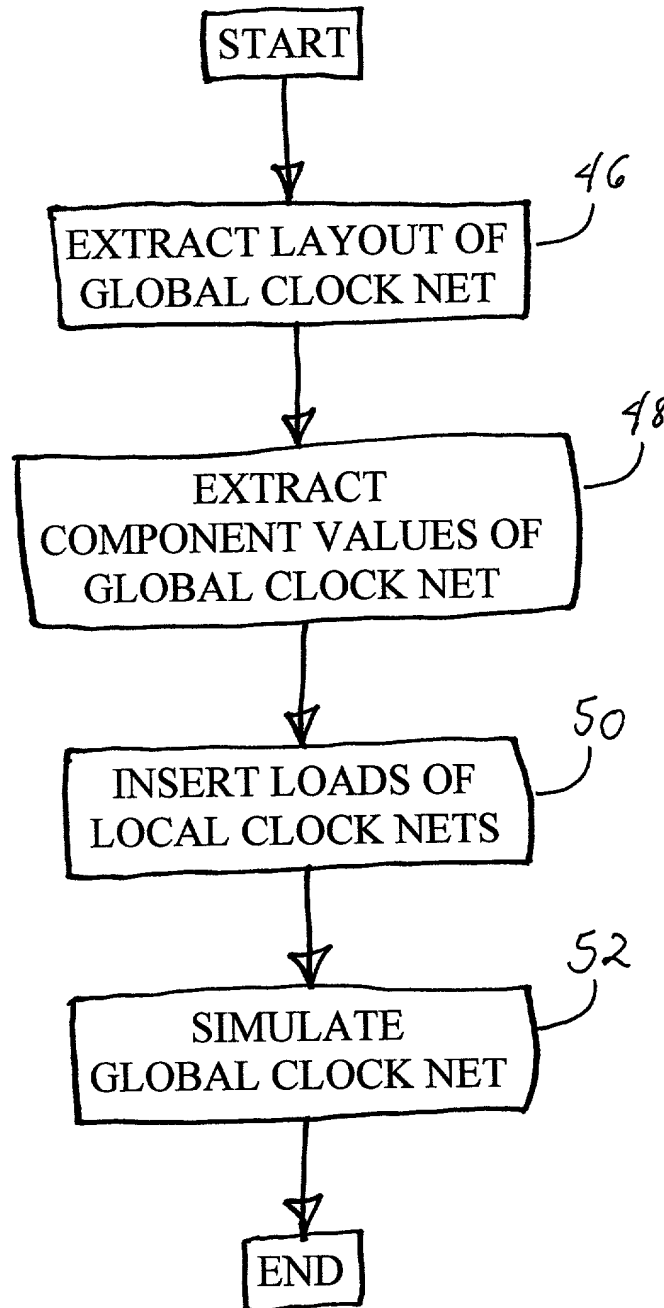 START
46
EXTRACT LAYOUT OF
GLOBAL CLOCK NET
48
EXTRACT
COMPONENT VALUES OF
GLOBAL CLOCK NET
50
INSERT LOADS OF
LOCAL CLOCK NETS
52
SIMULATE
GLOBAL CLOCK NET
END